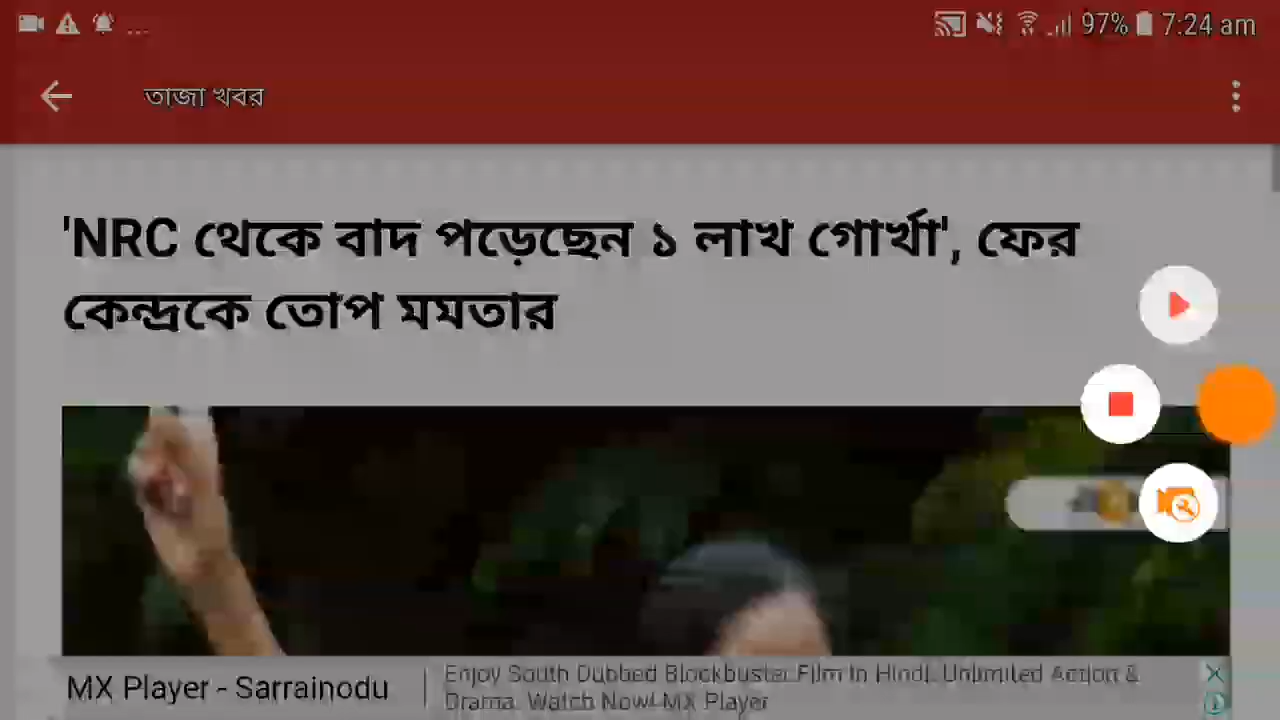 ... 97% 7:24 am
তাজা খবর
'NRC থেকে বাদ পড়েছেন ১ লাখ গোর্খা', ফের
কেন্দ্রকে তোপ মমতার
MX Player - Sarrainodu
Enjoy South Dubbed Blockbuster Film In Hindi. Unlimited Action &
Drama. Watch Now! MX Player